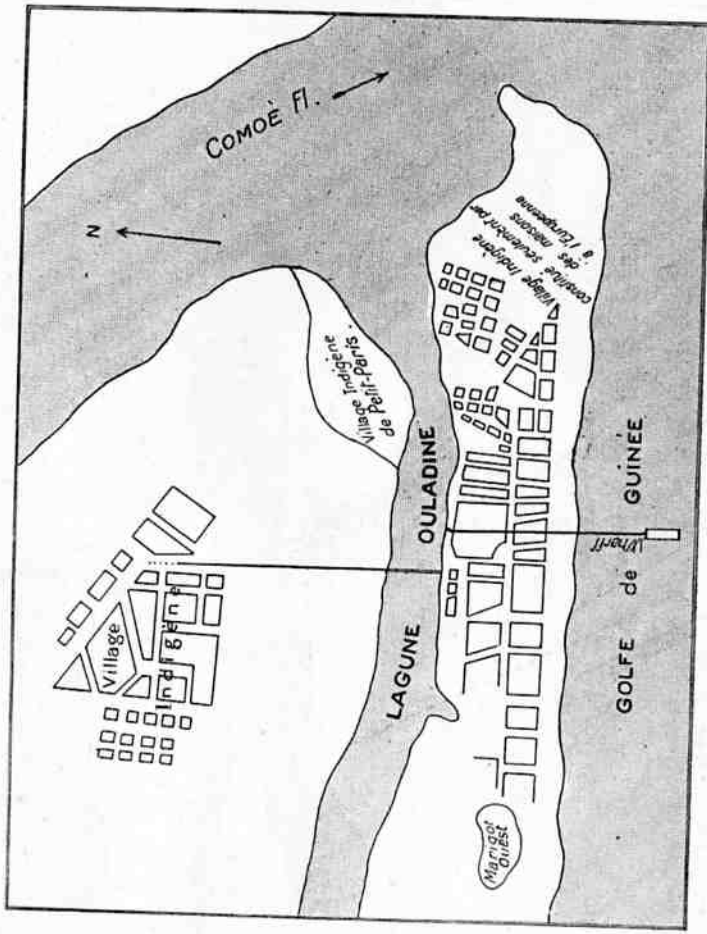 COMOÈ Fl.
N
Village Indigène
de Petit-Paris.
Village Indigène
constitué seulement par
des maisons
à l'Européenne
Village
Indigène
LAGUNE OULADINE
Marigot
Ouest
Wharf
GOLFE de GUINÉE